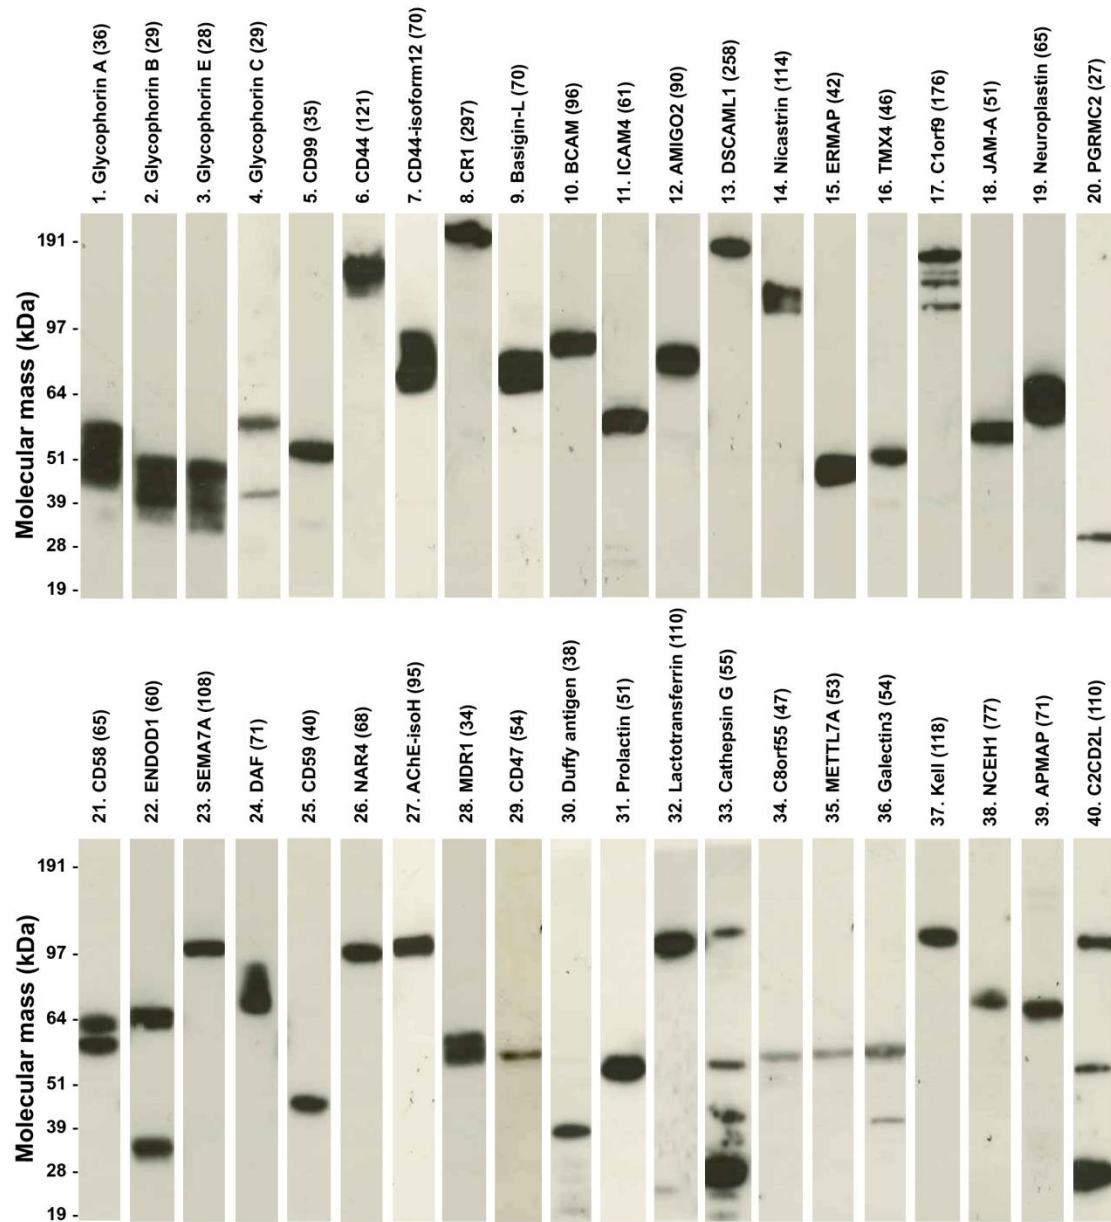 1. Glycophorin A (36)
2. Glycophorin B (29)
3. Glycophorin E (28)
4. Glycophorin C (29)
5. CD99 (35)
6. CD44 (121)
7. CD44-isoform12 (70)
8. CR1 (297)
9. Basigin-L (70)
10. BCAM (96)
11. ICAM4 (61)
12. AMIGO2 (90)
13. DSCAML1 (258)
14. Nicastrin (114)
15. ERMAP (42)
16. TMX4 (46)
17. C1orf9 (176)
18. JAM-A (51)
19. Neuroplastin (65)
20. PGRMC2 (27)
Molecular mass (kDa)
191 -
97 -
64 -
51 -
39 -
28 -
19 -
21. CD58 (65)
22. ENDOD1 (60)
23. SEMA7A (108)
24. DAF (71)
25. CD59 (40)
26. NAR4 (68)
27. AChE-isoH (95)
28. MDR1 (34)
29. CD47 (54)
30. Duffy antigen (38)
31. Prolactin (51)
32. Lactotransferrin (110)
33. Cathepsin G (55)
34. C8orf55 (47)
35. METTL7A (53)
36. Galectin3 (54)
37. Kell (118)
38. NCEH1 (77)
39. APMAP (71)
40. C2CD2L (110)
Molecular mass (kDa)
191 -
97 -
64 -
51 -
39 -
28 -
19 -